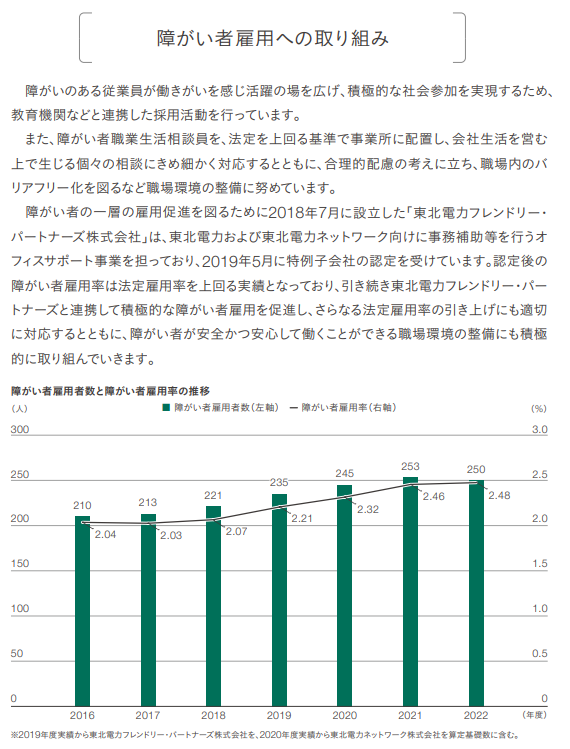 障がい者雇用への取り組み
障がいのある従業員が働きがいを感じ活躍の場を広げ、積極的な社会参加を実現するため、
教育機関などと連携した採用活動を行っています。
また、障がい者職業生活相談員を、法定を上回る基準で事業所に配置し、会社生活を営む
上で生じる個々の相談にきめ細かく対応するとともに、合理的配慮の考えに立ち、職場内のバ
リアフリー化を図るなど職場環境の整備に努めています。
障がい者の一層の雇用促進を図るために2018年7月に設立した「東北電力フレンドリー・
パートナーズ株式会社」は、東北電力および東北電力ネットワーク向けに事務補助等を行うオ
フィスサポート事業を担っており、2019年5月に特例子会社の認定を受けています。認定後の
障がい者雇用率は法定雇用率を上回る実績となっており、引き続き東北電力フレンドリー・パー
トナーズと連携して積極的な障がい者雇用を促進し、さらなる法定雇用率の引き上げにも適切
に対応するとともに、障がい者が安全かつ安心して働くことができる職場環境の整備にも積極
的に取り組んでいきます。
障がい者雇用者数と障がい者雇用率の推移
(人) ■ 障がい者雇用者数(左軸) ー 障がい者雇用率(右軸) (%)
300 3.0
250 2.5
200 2.0
150 1.5
100 1.0
50 0.5
0 0
210 213 221 235 245 253 250
2.04 2.03 2.07 2.21 2.32 2.46 2.48
2016 2017 2018 2019 2020 2021 2022 (年度)
※2019年度実績から東北電力フレンドリー・パートナーズ株式会社を、2020年度実績から東北電力ネットワーク株式会社を算定基礎数に含む。